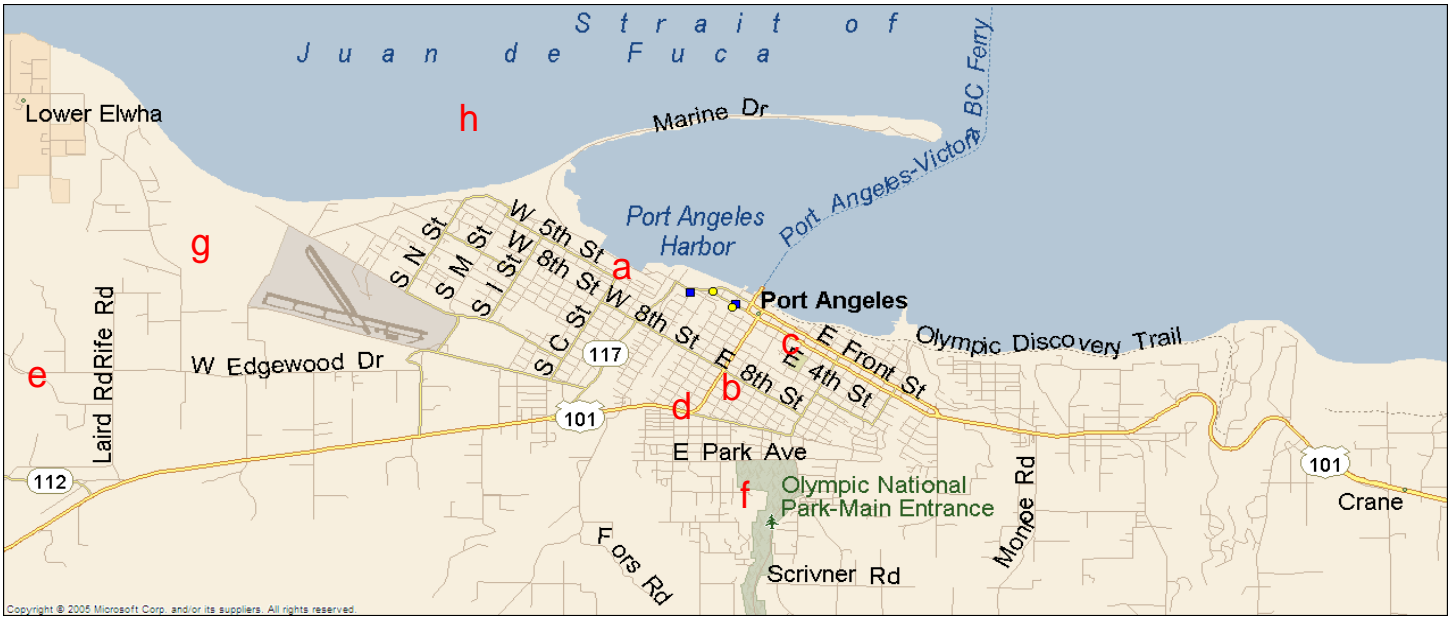 Strait of
Juan de Fuca
Lower Elwha
h
Marine Dr
Port Angeles-Victoria BC Ferry
Port Angeles
Harbor
g
S N St
S M St
S I St
W 5th St
W 8th St
a
W 8th St
S C St
Port Angeles
Laird Rd
Rife Rd
e
W Edgewood Dr
117
c
E Front St
E 4th St
E 8th St
b
d
Olympic Discovery Trail
101
E Park Ave
112
f
Olympic National
Park-Main Entrance
Monroe Rd
101
Crane
Fors Rd
Scrivner Rd
Copyright © 2005 Microsoft Corp. and/or its suppliers. All rights reserved.